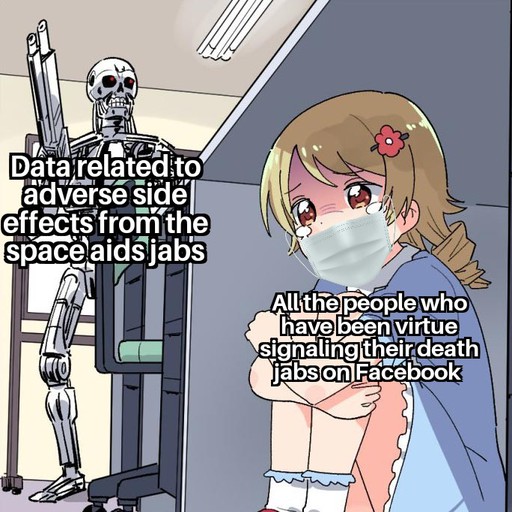 Data related to
adverse side
effects from the
space aids jabs
All the people who
have been virtue
signaling their death
jabs on Facebook